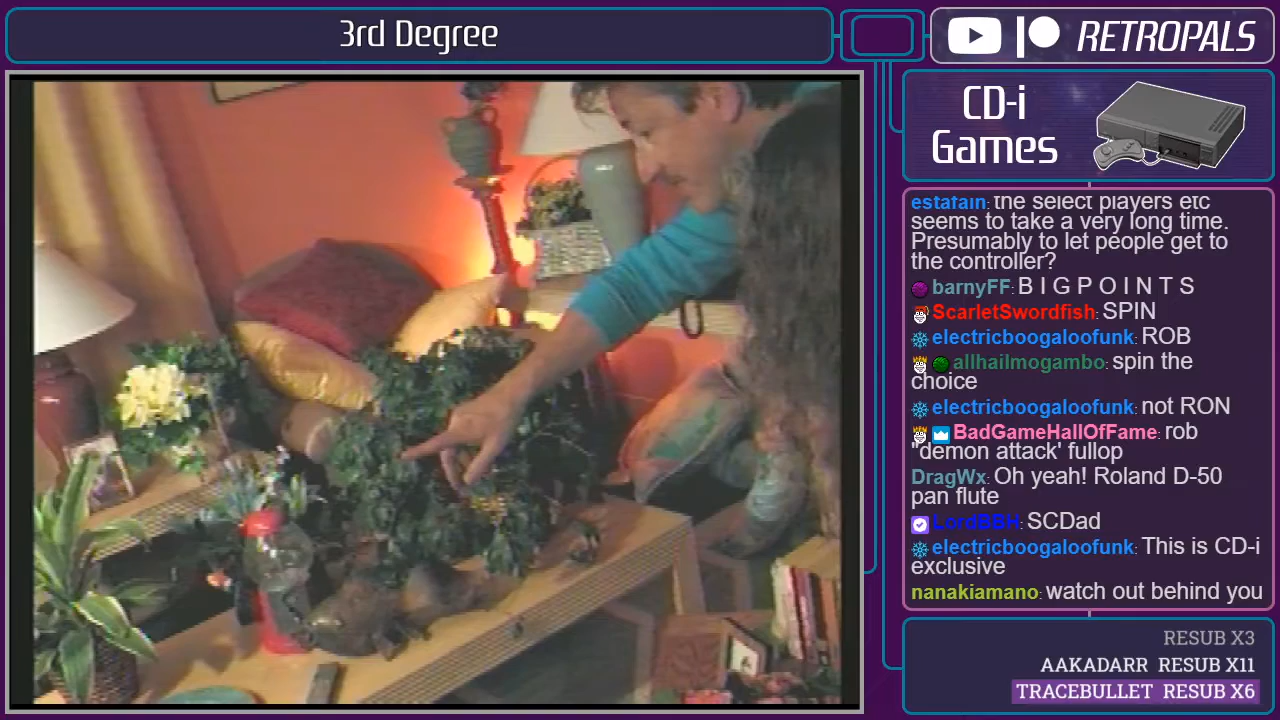 3rd Degree
RETROPALS
CD-i
Games
estafain: the select players etc
seems to take a very long time.
Presumably to let people get to
the controller?
barnyFF: B I G P O I N T S
ScarletSwordfish: SPIN
electricboogaloofunk: ROB
allhailmogambo: spin the
choice
electricboogaloofunk: not RON
BadGameHallOfFame: rob
"demon attack' fullop
DragWx: Oh yeah! Roland D-50
pan flute
LordBBH: SCDad
electricboogaloofunk: This is CD-i
exclusive
nanakiamano: watch out behind you
RESUB X3
AAKADARR RESUB X11
TRACEBULLET RESUB X6